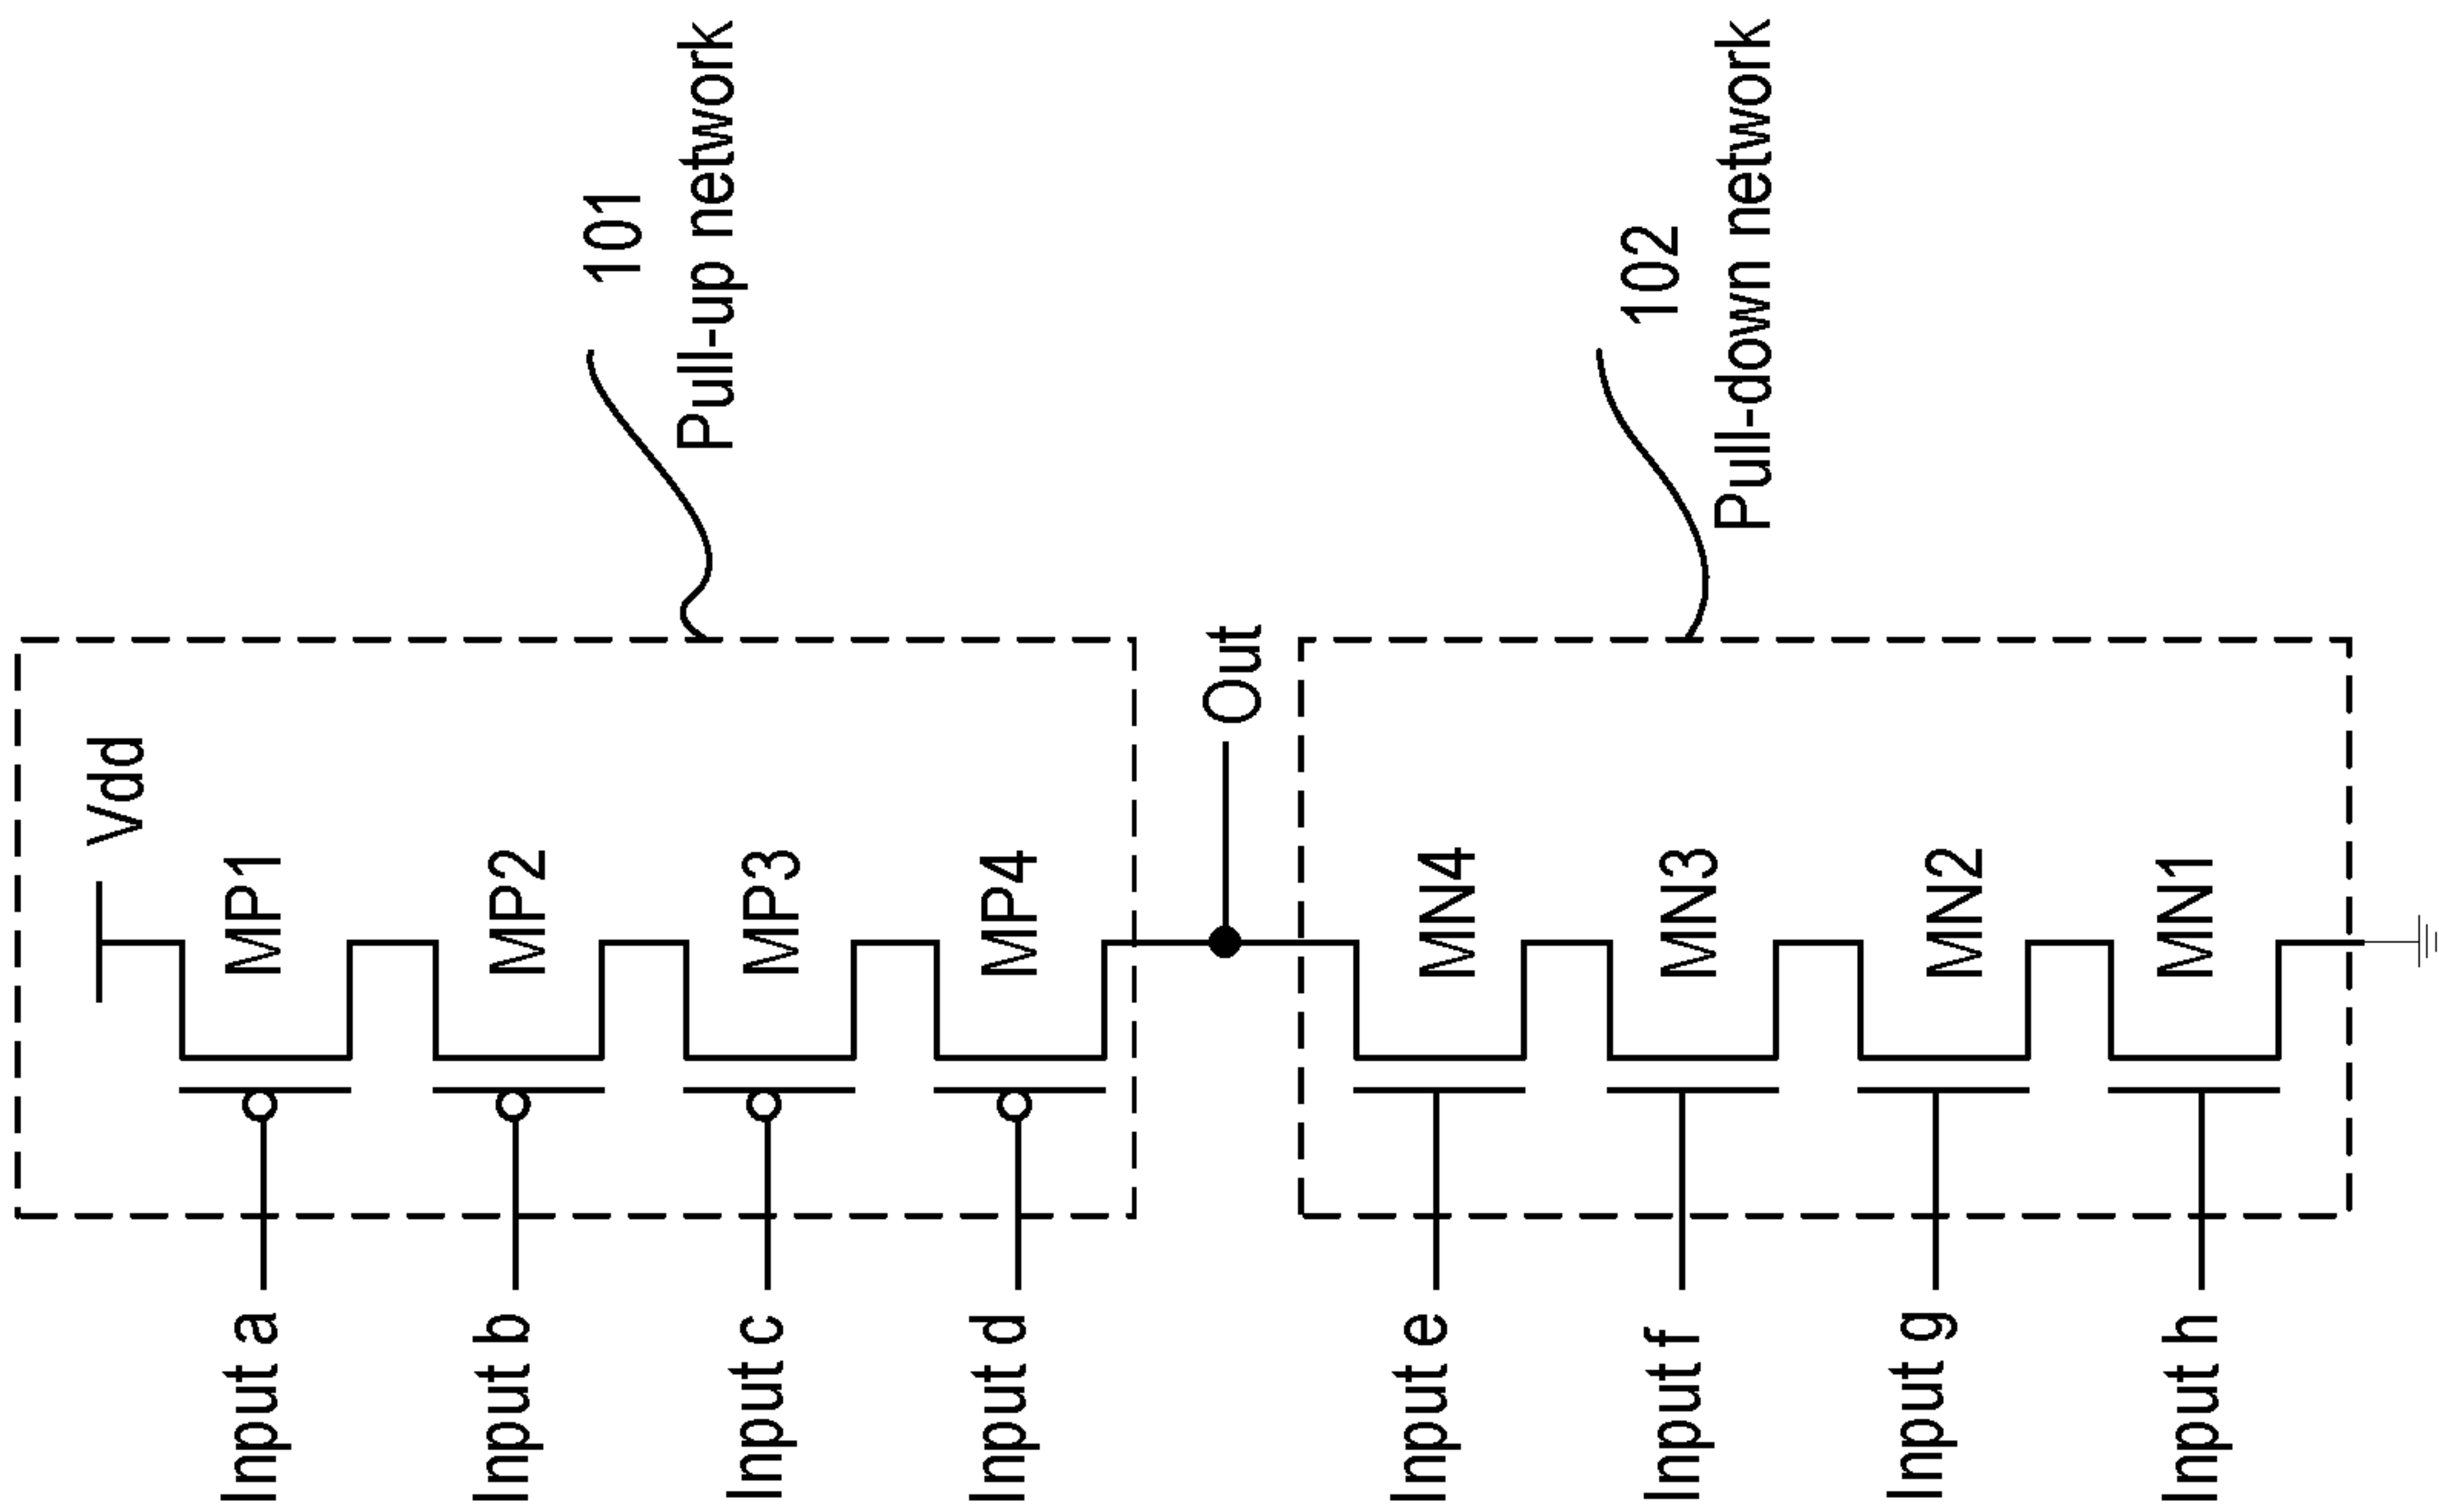 Vdd
Input a
MP1
101
Pull-up network
Input b
MP2
Input c
MP3
Input d
MP4
Out
Input e
MN4
102
Pull-down network
Input f
MN3
Input g
MN2
Input h
MN1